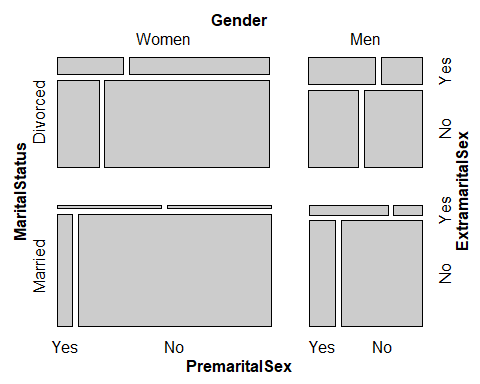 Gender
Women Men
MaritalStatus
Divorced
Married
Yes
No
Yes
No
ExtramaritalSex
Yes No Yes No
PremaritalSex